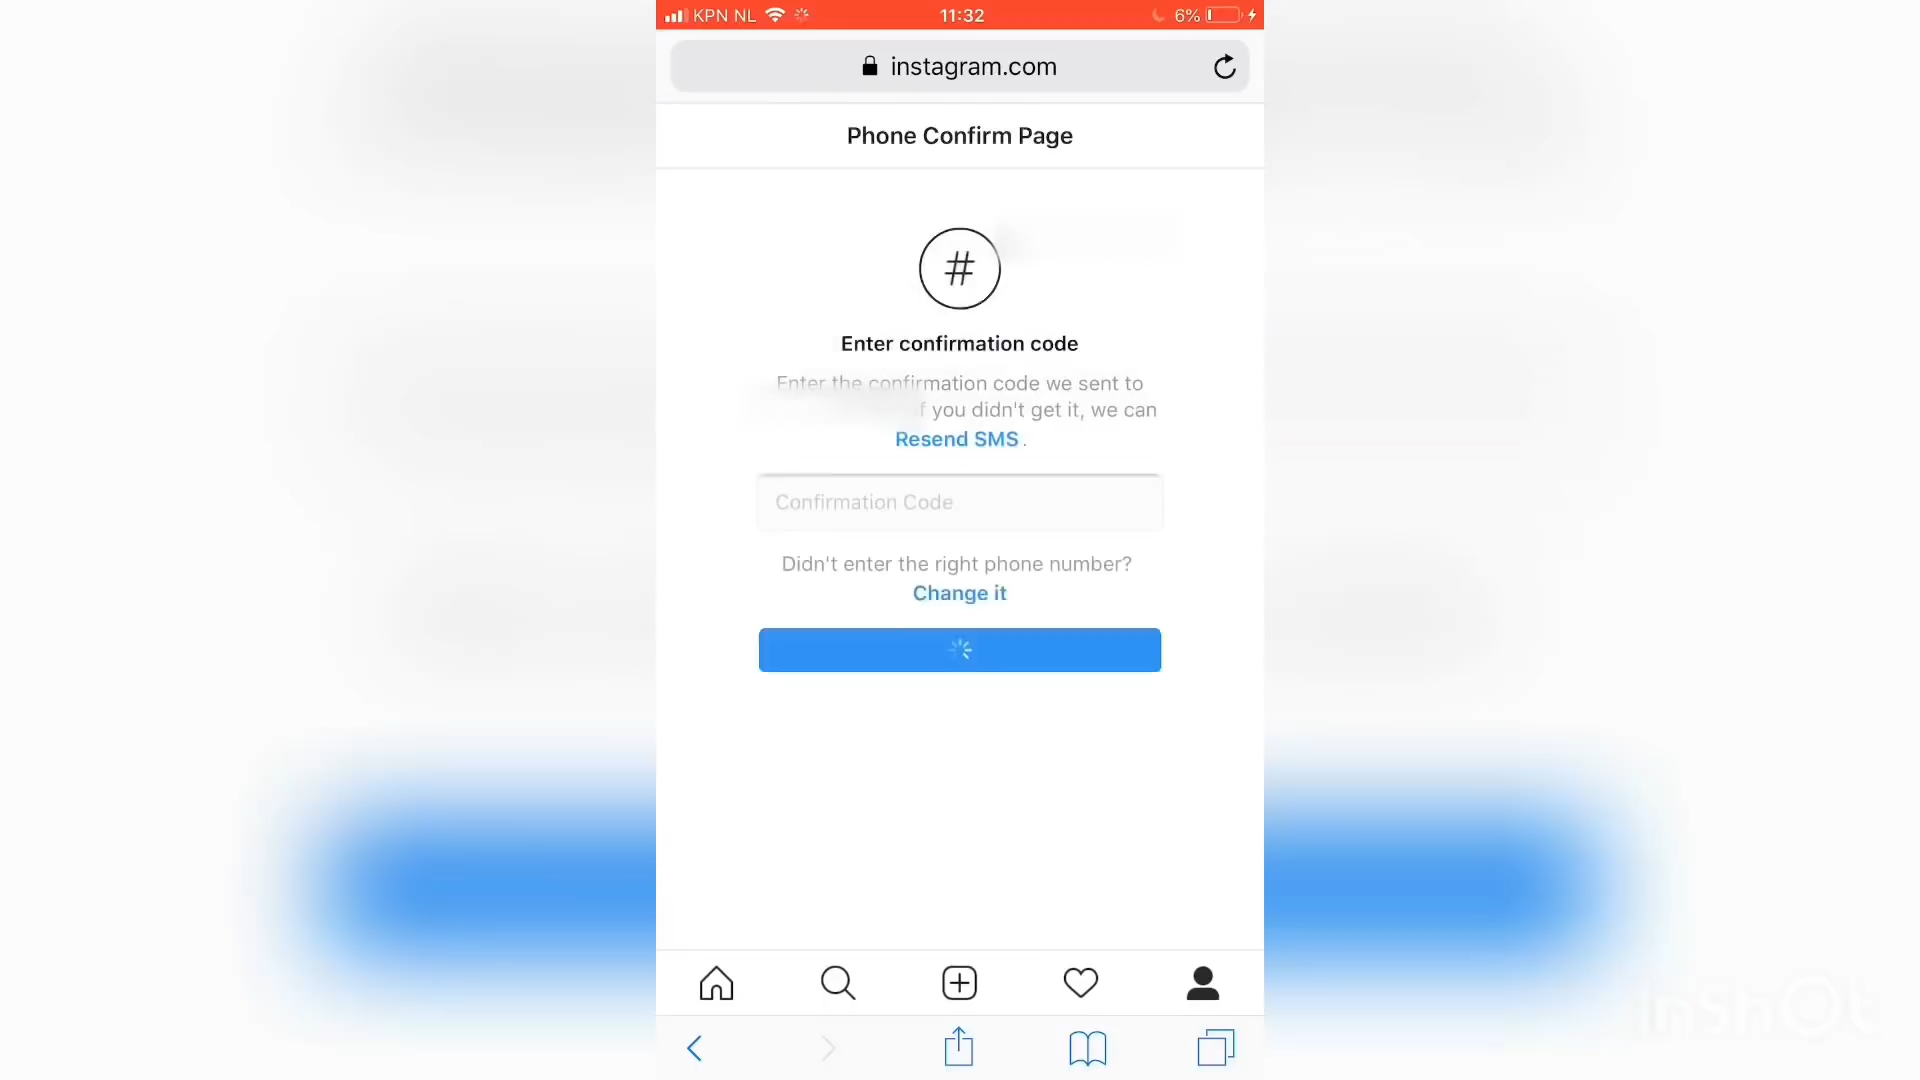 KPN NL
11:32
6%
instagram.com
Phone Confirm Page
#
Enter confirmation code
Enter the confirmation code we sent to
f you didn't get it, we can
Resend SMS .
Confirmation Code
Didn't enter the right phone number?
Change it
InShOt